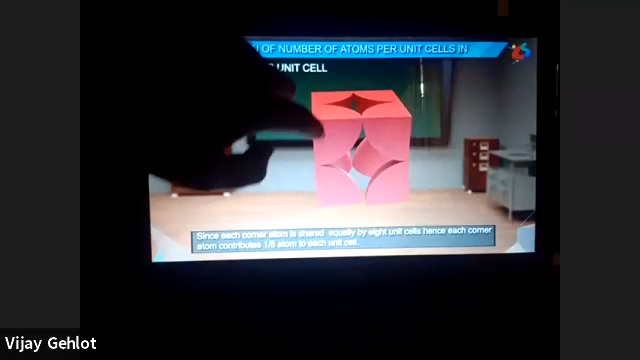 OF NUMBER OF ATOMS PER UNIT CELLS IN
UNIT CELL
Since each corner atom is shared equally by eight unit cells hence each corner
atom contributes 1/8 atom to each unit cell.
Vijay Gehlot